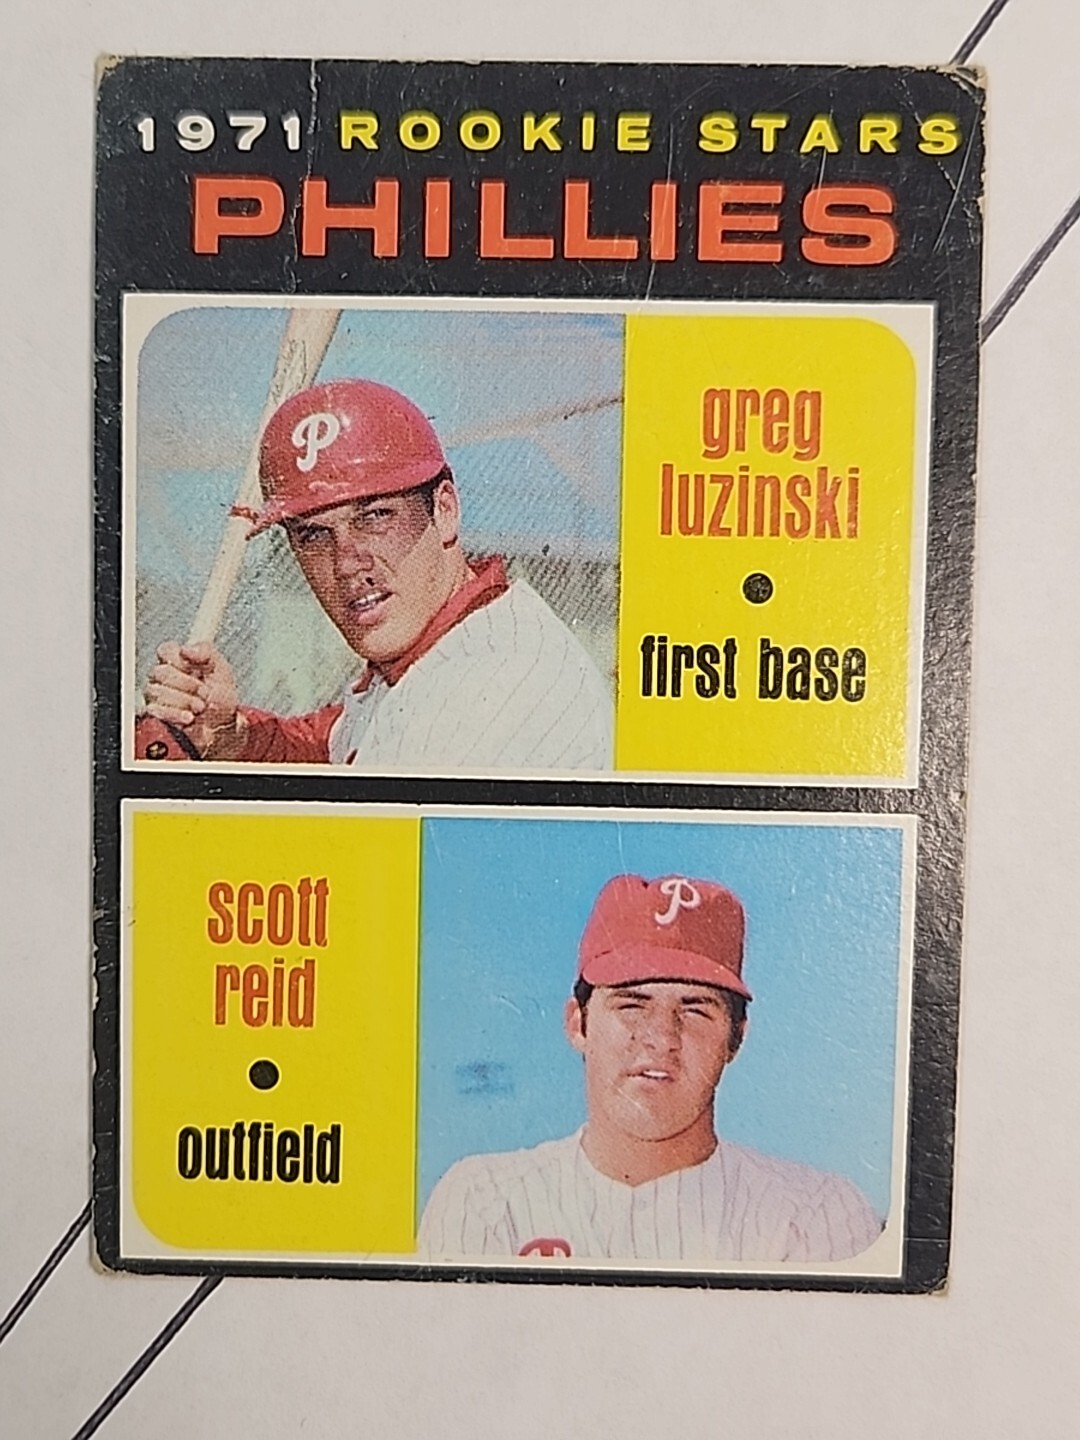 1971 ROOKIE STARS
PHILLIES
P
greg
luzinski
first base
scott
reid
outfield
P